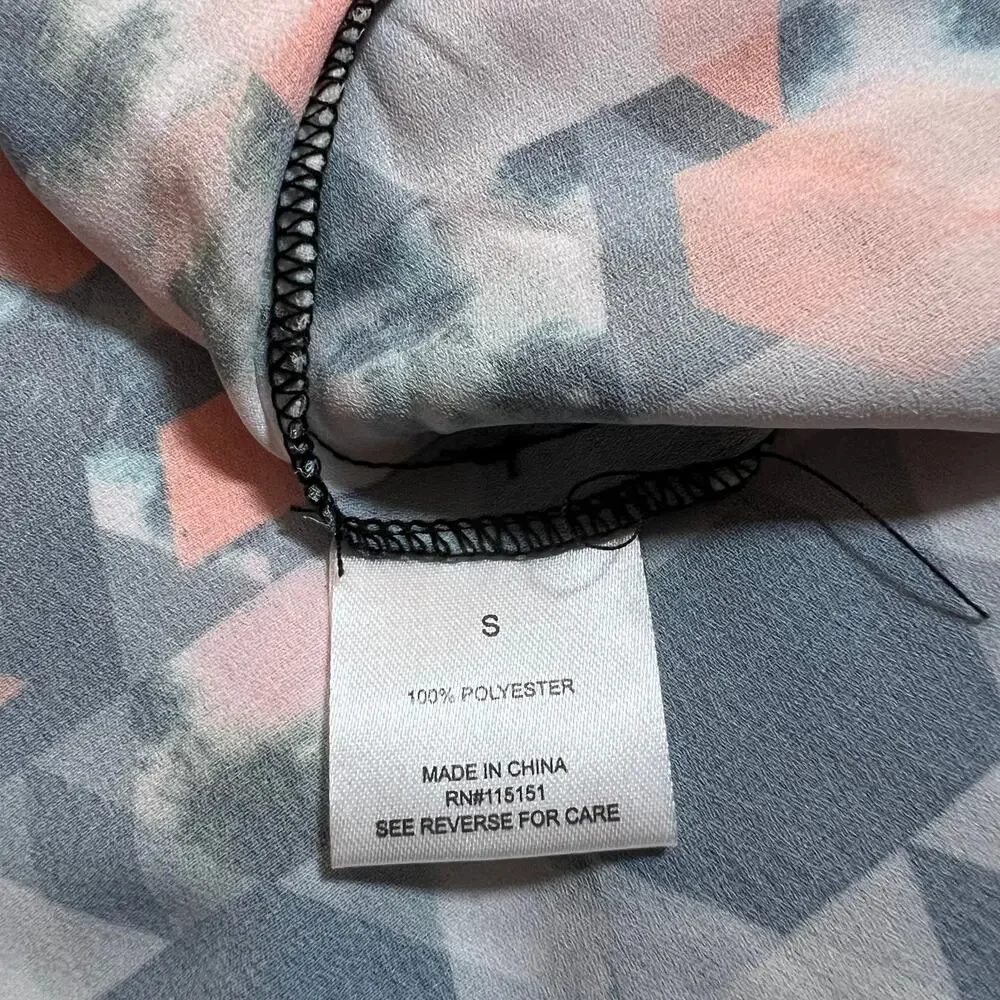 S
100% POLYESTER
MADE IN CHINA
RN#115151
SEE REVERSE FOR CARE